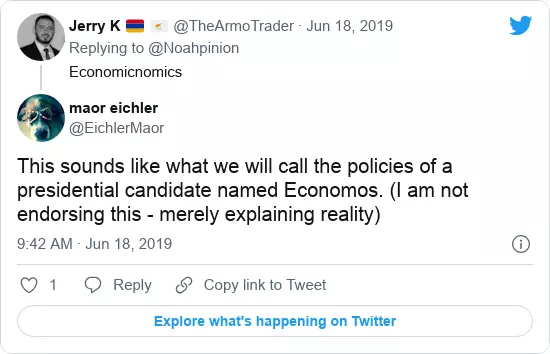 Jerry K 🇦🇲 🇨🇾 @TheArmoTrader · Jun 18, 2019
Replying to @Noahpinion
Economicnomics
maor eichler
@EichlerMaor
This sounds like what we will call the policies of a
presidential candidate named Economos. (I am not
endorsing this - merely explaining reality)
9:42 AM · Jun 18, 2019
1 Reply Copy link to Tweet
Explore what's happening on Twitter